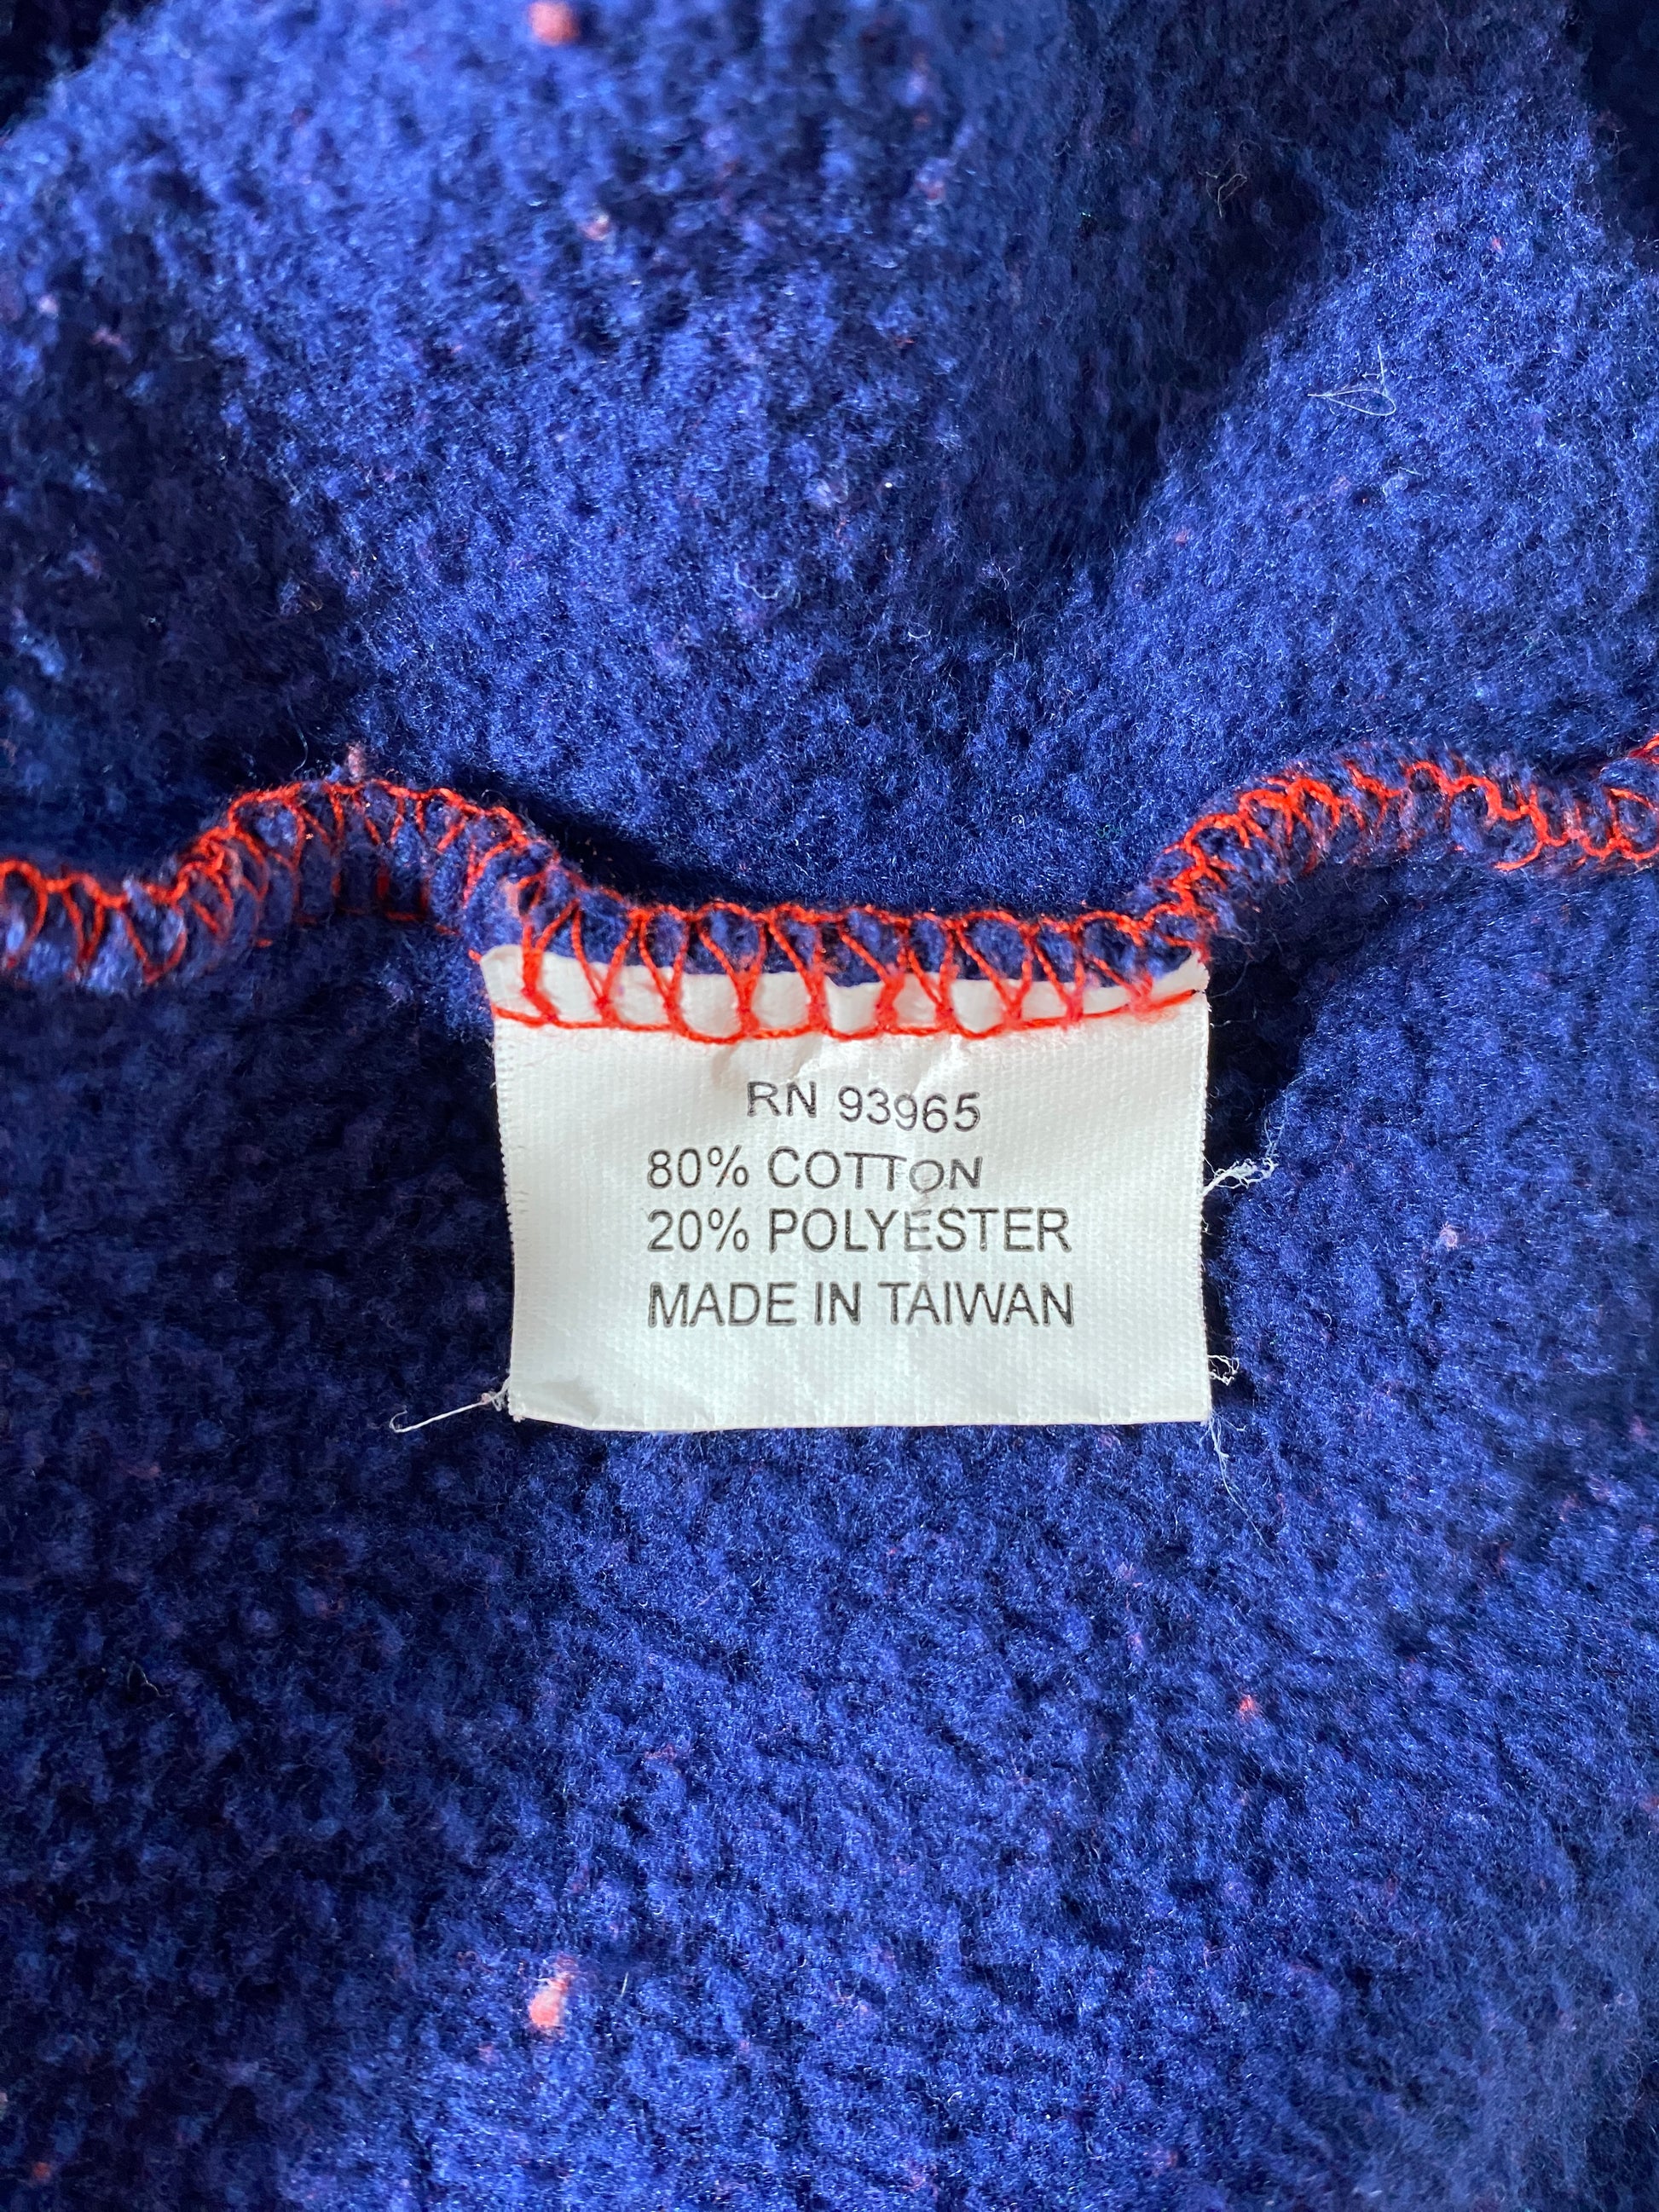 RN 93965
80% COTTON
20% POLYESTER
MADE IN TAIWAN